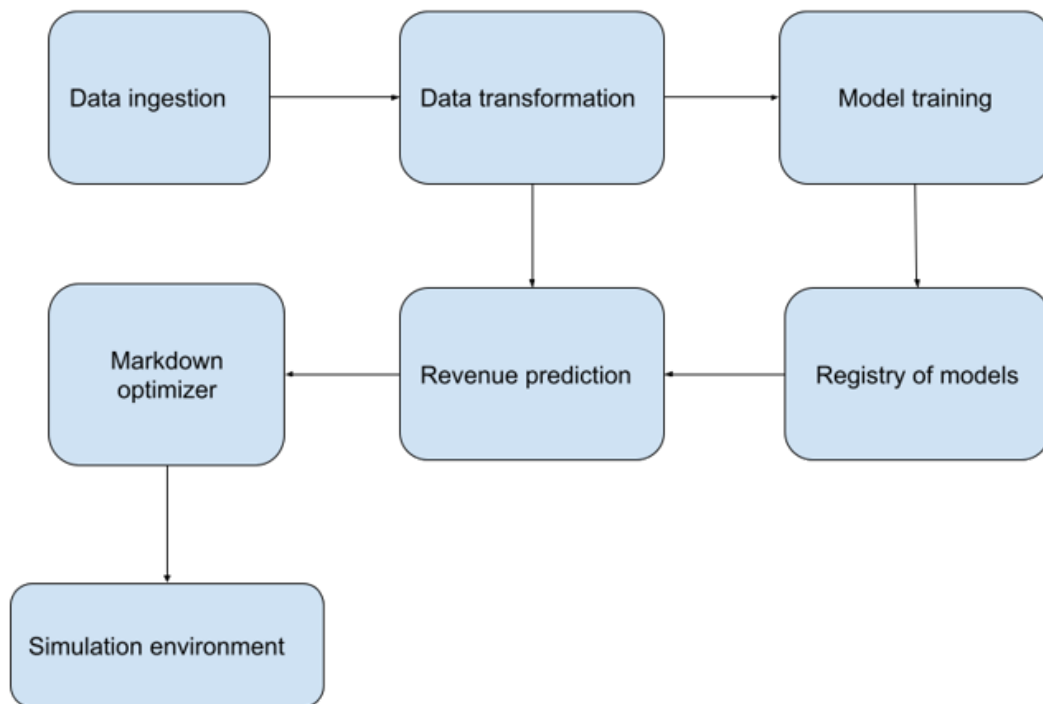 Data ingestion
Data transformation
Model training
Markdown
optimizer
Revenue prediction
Registry of models
Simulation environment